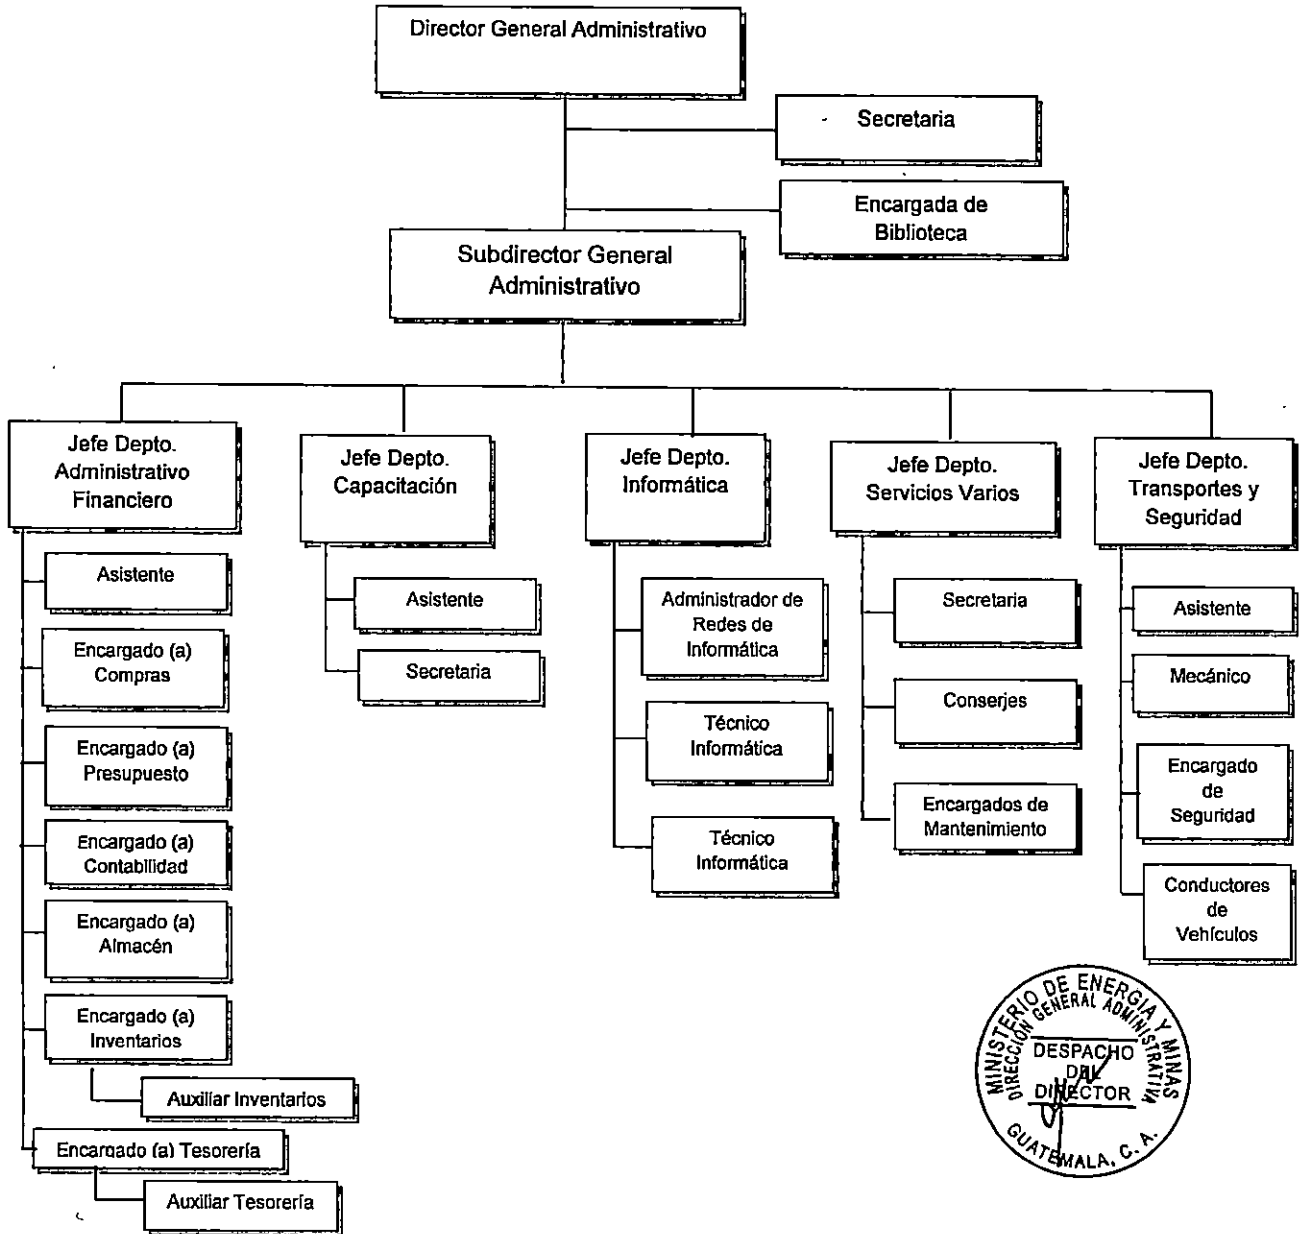 Director General Administrativo
Secretaria
Encargada de
Biblioteca
Subdirector General
Administrativo
Jefe Depto.
Administrativo
Financiero
Asistente
Encargado (a)
Compras
Encargado (a)
Presupuesto
Encargado (a)
Contabilidad
Encargado (a)
Almacén
Encargado (a)
Inventarios
Auxiliar Inventarios
Encargado (a) Tesorería
Auxiliar Tesorería
Jefe Depto.
Capacitación
Asistente
Secretaria
Jefe Depto.
Informática
Administrador de
Redes de
Informática
Técnico
Informática
Técnico
Informática
Jefe Depto.
Servicios Varios
Secretaria
Conserjes
Encargados de
Mantenimiento
Jefe Depto.
Transportes y
Seguridad
Asistente
Mecánico
Encargado
de
Seguridad
Conductores
de
Vehículos
MINISTERIO DE ENERGIA Y MINAS
DIRECCIÓN GENERAL ADMINISTRATIVA
DESPACHO
DEL
DIRECTOR
GUATEMALA, C. A.